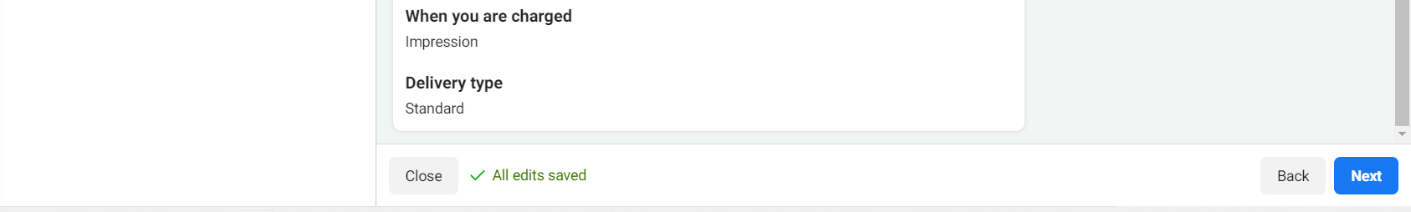 When you are charged
Impression
Delivery type
Standard
Close
All edits saved
Back
Next